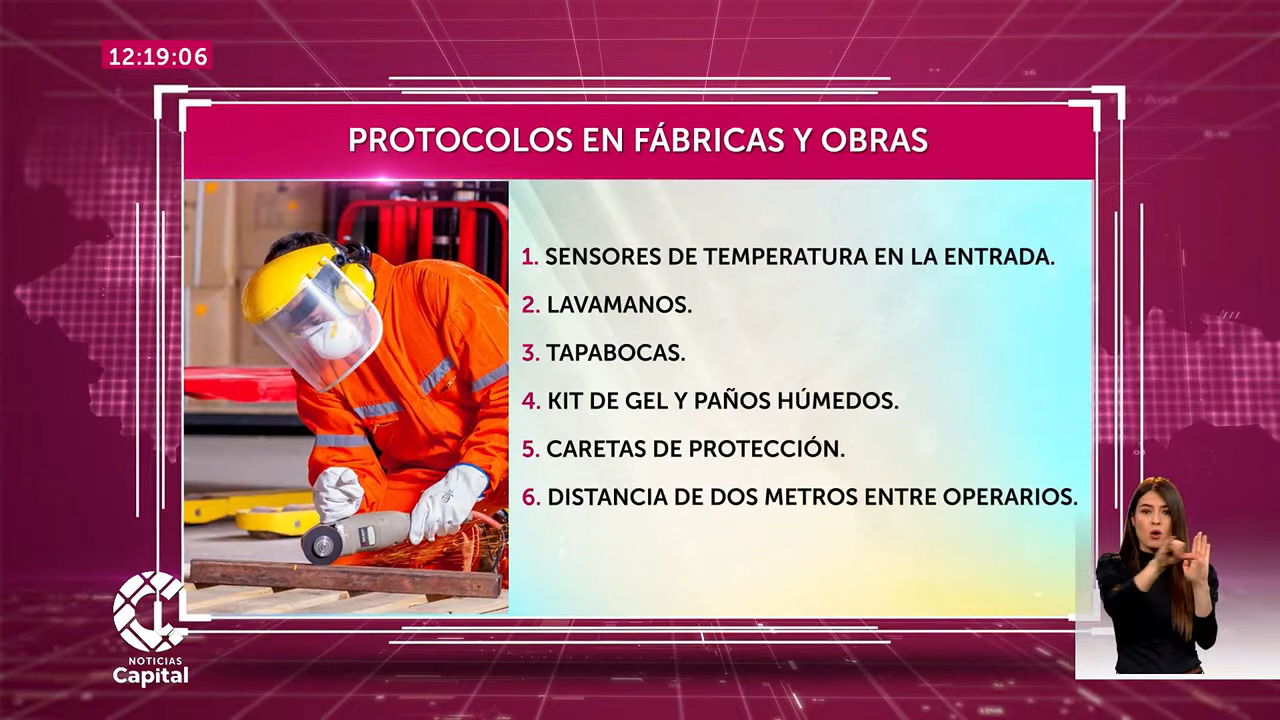 12:19:06
PROTOCOLOS EN FÁBRICAS Y OBRAS
1. SENSORES DE TEMPERATURA EN LA ENTRADA.
2. LAVAMANOS.
3. TAPABOCAS.
4. KIT DE GEL Y PAÑOS HÚMEDOS.
5. CARETAS DE PROTECCIÓN.
6. DISTANCIA DE DOS METROS ENTRE OPERARIOS.
NOTICIAS
Capital